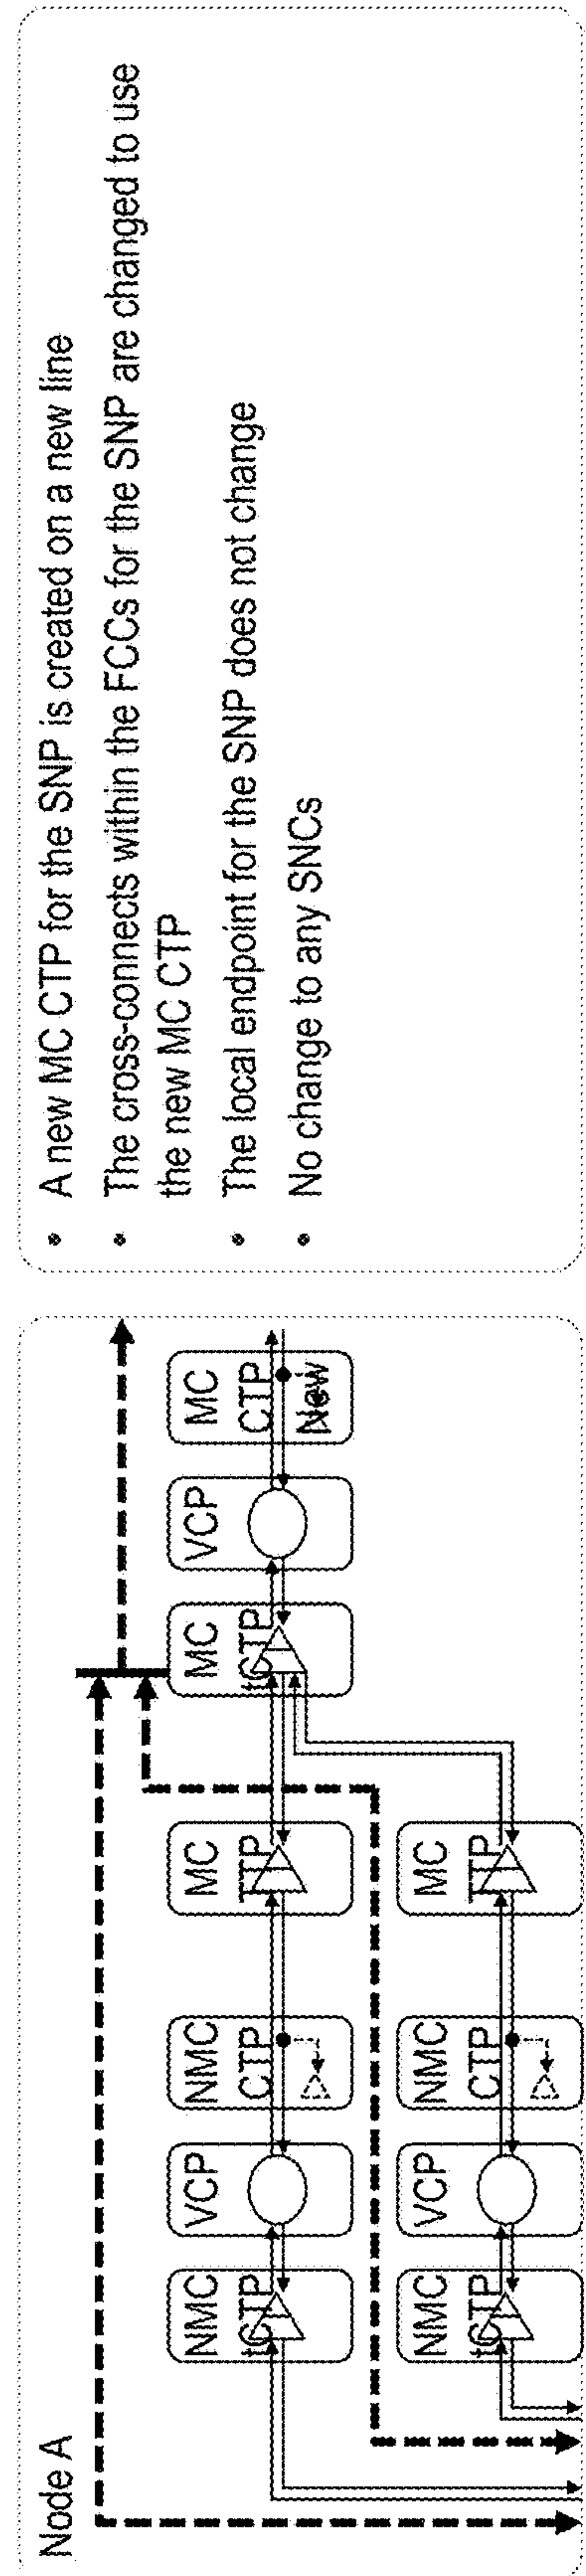 Node A
NMC
tCTP
VCP
NMC
CTP
MC
TTP
MC
tCTP
VCP
MC
CTP
New
NMC
tCTP
VCP
NMC
CTP
MC
TTP
• A new MC CTP for the SNP is created on a new line
• The cross-connects within the FCCs for the SNP are changed to use
the new MC CTP
• The local endpoint for the SNP does not change
• No change to any SNCs